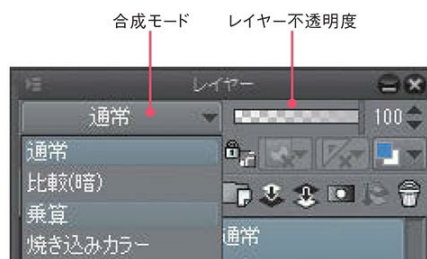 合成モード
レイヤー不透明度
レイヤー
通常
100
通常
比較(暗)
乗算
焼き込みカラー
通常